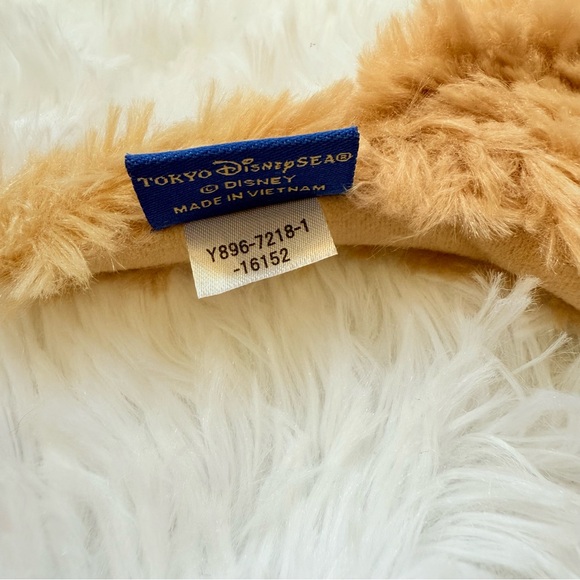 TOKYO DISNEYSEA®
© DISNEY
MADE IN VIETNAM
Y896-7218-1
-16152